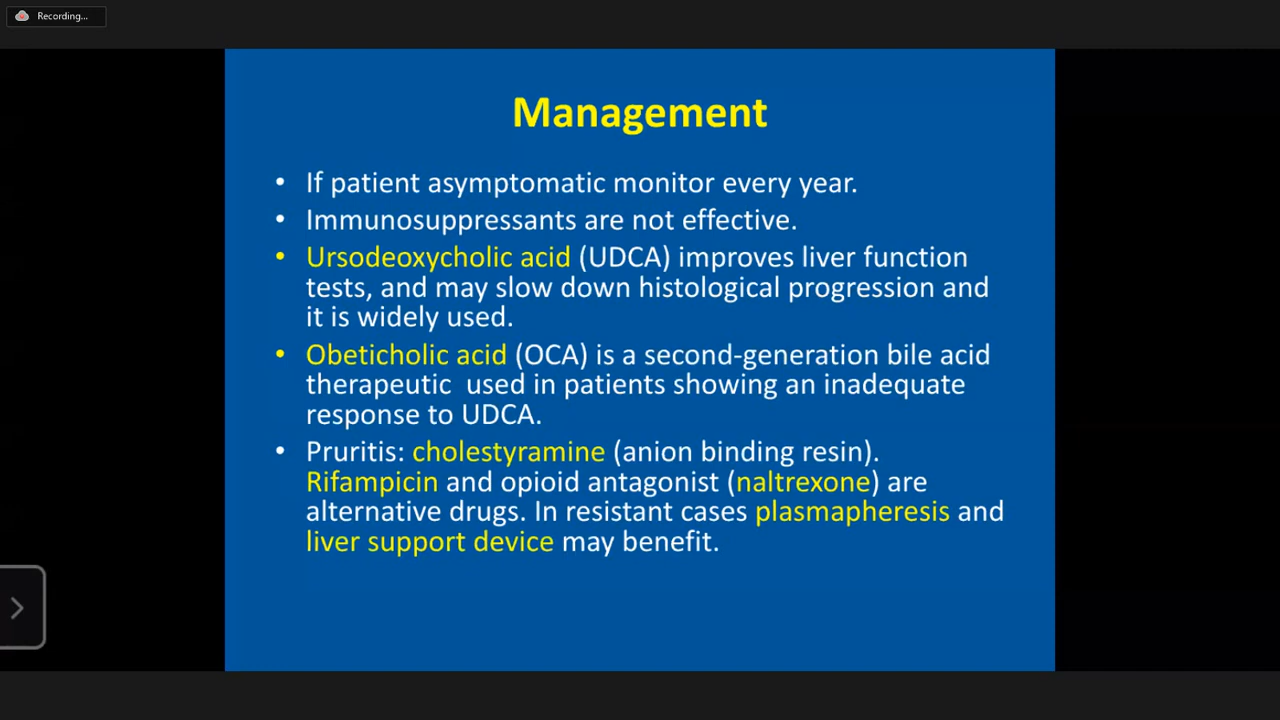 Recording...
Management
• If patient asymptomatic monitor every year.
• Immunosuppressants are not effective.
• Ursodeoxycholic acid (UDCA) improves liver function
tests, and may slow down histological progression and
it is widely used.
• Obeticholic acid (OCA) is a second-generation bile acid
therapeutic  used in patients showing an inadequate
response to UDCA.
• Pruritis: cholestyramine (anion binding resin).
Rifampicin and opioid antagonist (naltrexone) are
alternative drugs. In resistant cases plasmapheresis and
liver support device may benefit.